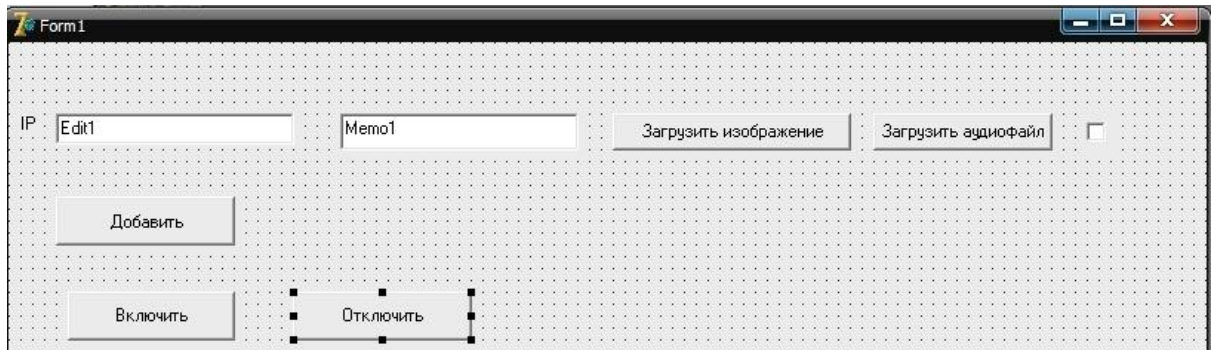 Form1
IP Edit1 Memo1 Загрузить изображение Загрузить аудиофайл
Добавить
Включить Отключить